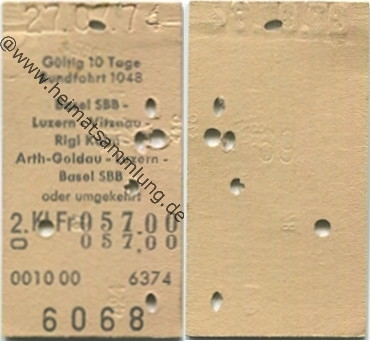 27.07.74
Gültig 10 Tage
Rundfahrt 1048
Basel SBB -
Luzern-Vitznau -
Rigi Kulm -
Arth-Goldau - Luzern -
Basel SBB
oder umgekehrt
2. Kl Fr 057.00
0 057.00
0010 00 6374
6068
@www.heimatsammlung.de